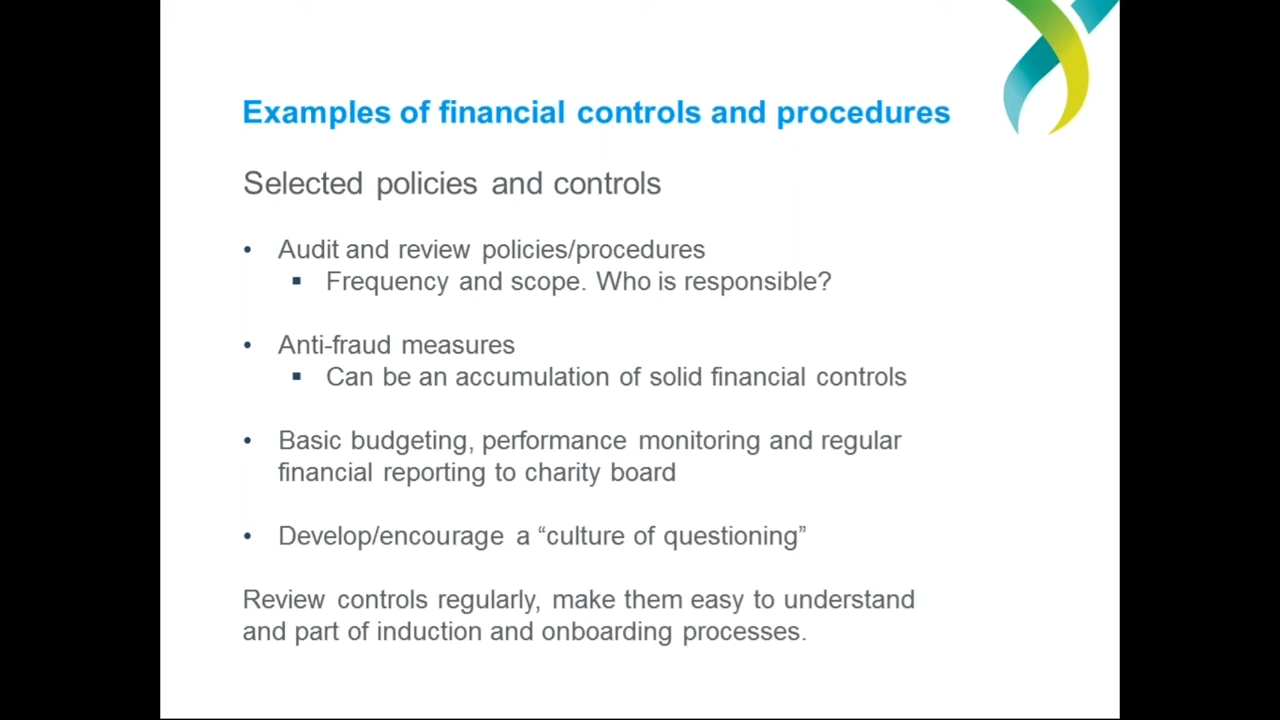 Examples of financial controls and procedures
Selected policies and controls
• Audit and review policies/procedures
▪ Frequency and scope. Who is responsible?
• Anti-fraud measures
▪ Can be an accumulation of solid financial controls
• Basic budgeting, performance monitoring and regular
financial reporting to charity board
• Develop/encourage a “culture of questioning”
Review controls regularly, make them easy to understand
and part of induction and onboarding processes.